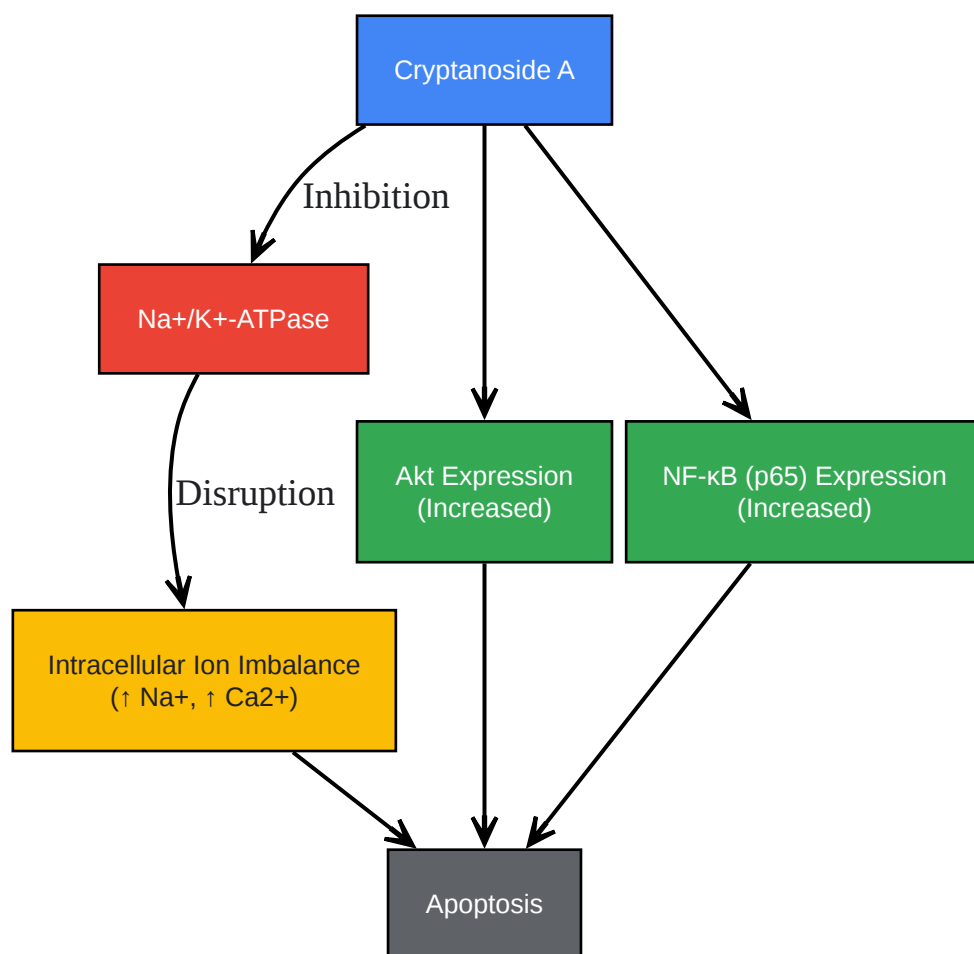 Cryptanoside A
Inhibition
Na+/K+-ATPase
Akt Expression
(Increased)
NF-κB (p65) Expression
(Increased)
Disruption
Intracellular Ion Imbalance
(↑ Na+, ↑ Ca2+)
Apoptosis